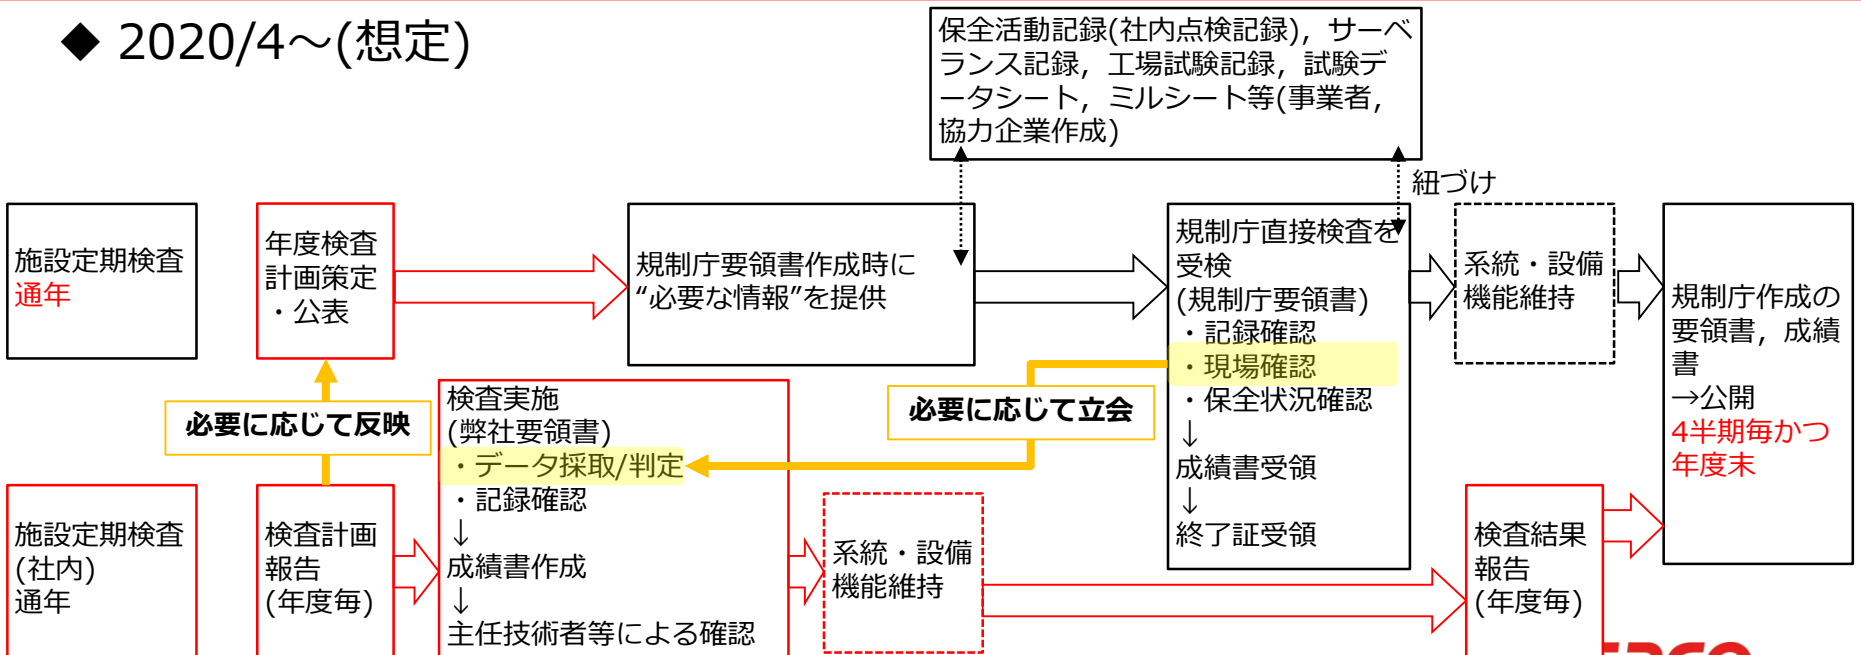 ◆ 2020/4～(想定)
保全活動記録(社内点検記録)，サーベ
ランス記録，工場試験記録，試験デ
ータシート，ミルシート等(事業者，
協力企業作成)
紐づけ
施設定期検査
通年
年度検査
計画策定
・公表
規制庁要領書作成時に
“必要な情報”を提供
規制庁直接検査を
受検
(規制庁要領書)
・記録確認
・現場確認
・保全状況確認
↓
成績書受領
↓
終了証受領
系統・設備
機能維持
規制庁作成の
要領書，成績
書
→公開
4半期毎かつ
年度末
必要に応じて反映
必要に応じて立会
施設定期検査
(社内)
通年
検査計画
報告
(年度毎)
検査実施
(弊社要領書)
・データ採取/判定
・記録確認
↓
成績書作成
↓
主任技術者等による確認
系統・設備
機能維持
検査結果
報告
(年度毎)